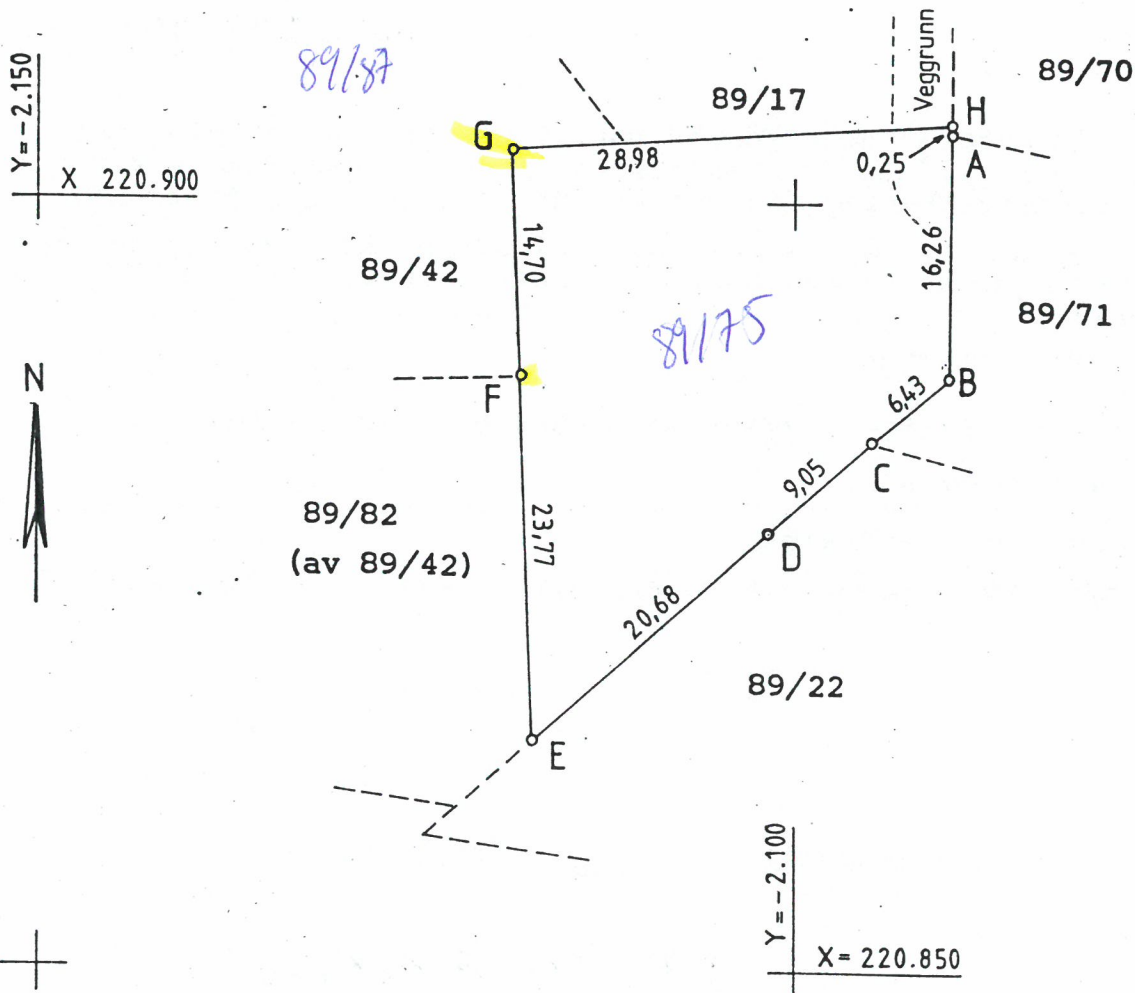 Y=-2.150
X 220.900
89/87
89/17
Veggrunn
89/70
G
28,98
0,25
H
A
14,70
89/42
16,26
89/71
89/75
N
F
B
6,43
C
9,05
89/82
(av 89/42)
23,77
D
20,68
89/22
E
Y=-2.100
X= 220.850